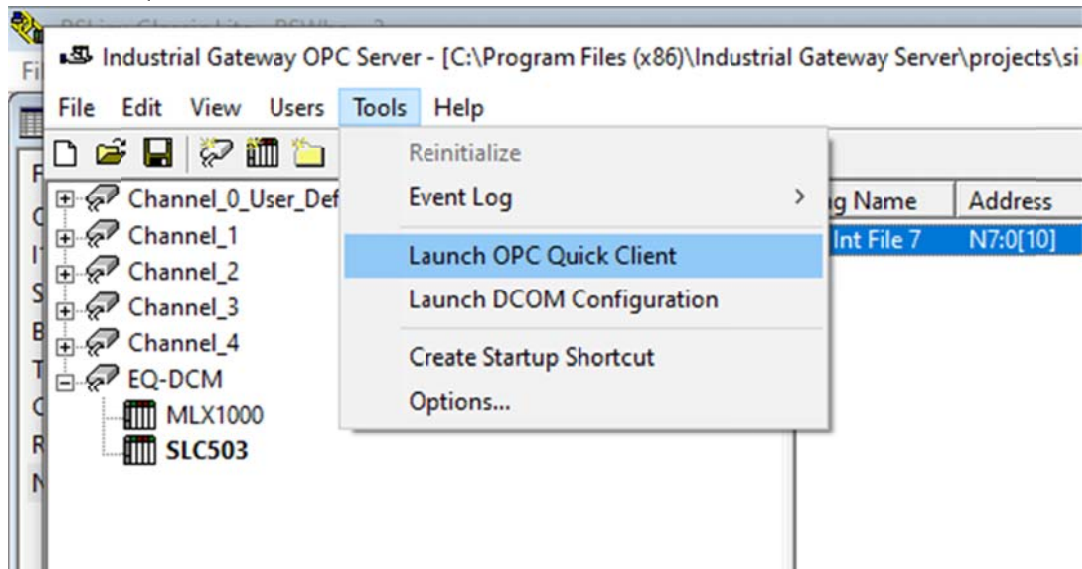 Industrial Gateway OPC Server - [C:\Program Files (x86)\Industrial Gateway Server\projects\si
File Edit View Users Tools Help
Reinitialize
Event Log
Launch OPC Quick Client
Launch DCOM Configuration
Create Startup Shortcut
Options...
Channel_0_User_Def
Channel_1
Channel_2
Channel_3
Channel_4
EQ-DCM
MLX1000
SLC503
ag Name Address
Int File 7 N7:0[10]